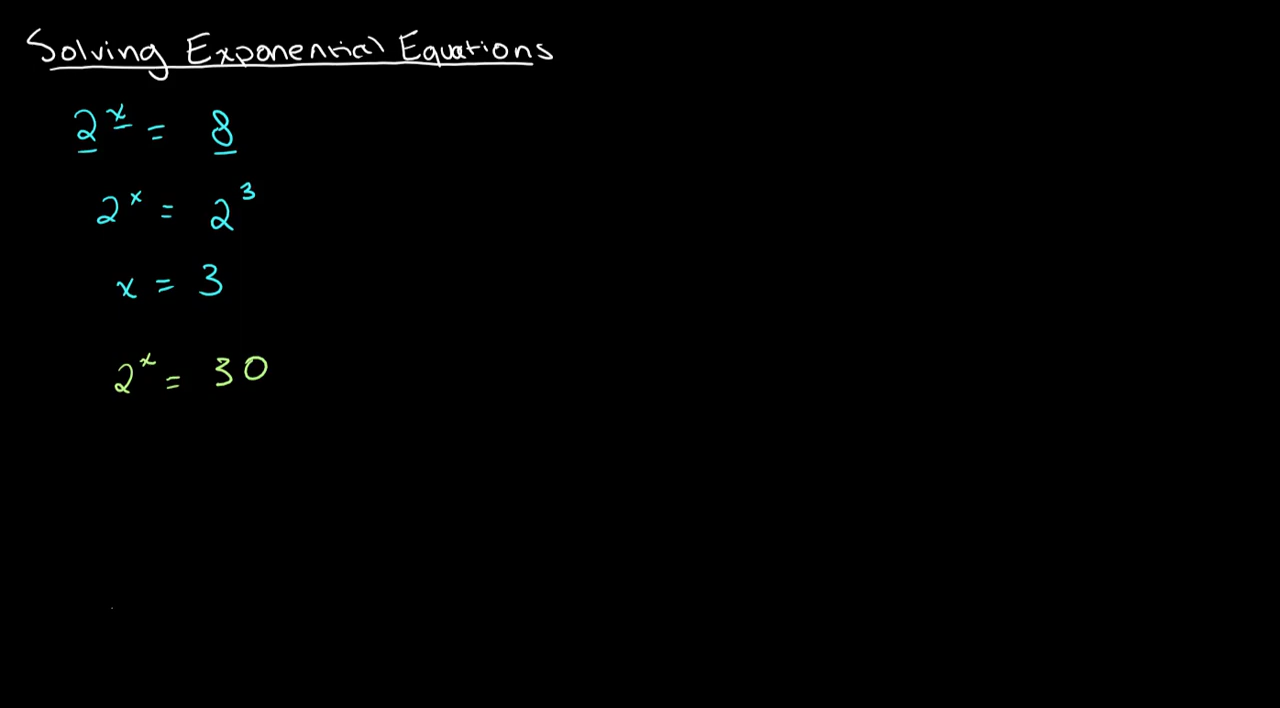 Solving Exponential Equations
2^x = 8
2^x = 2^3
x = 3
2^x = 30